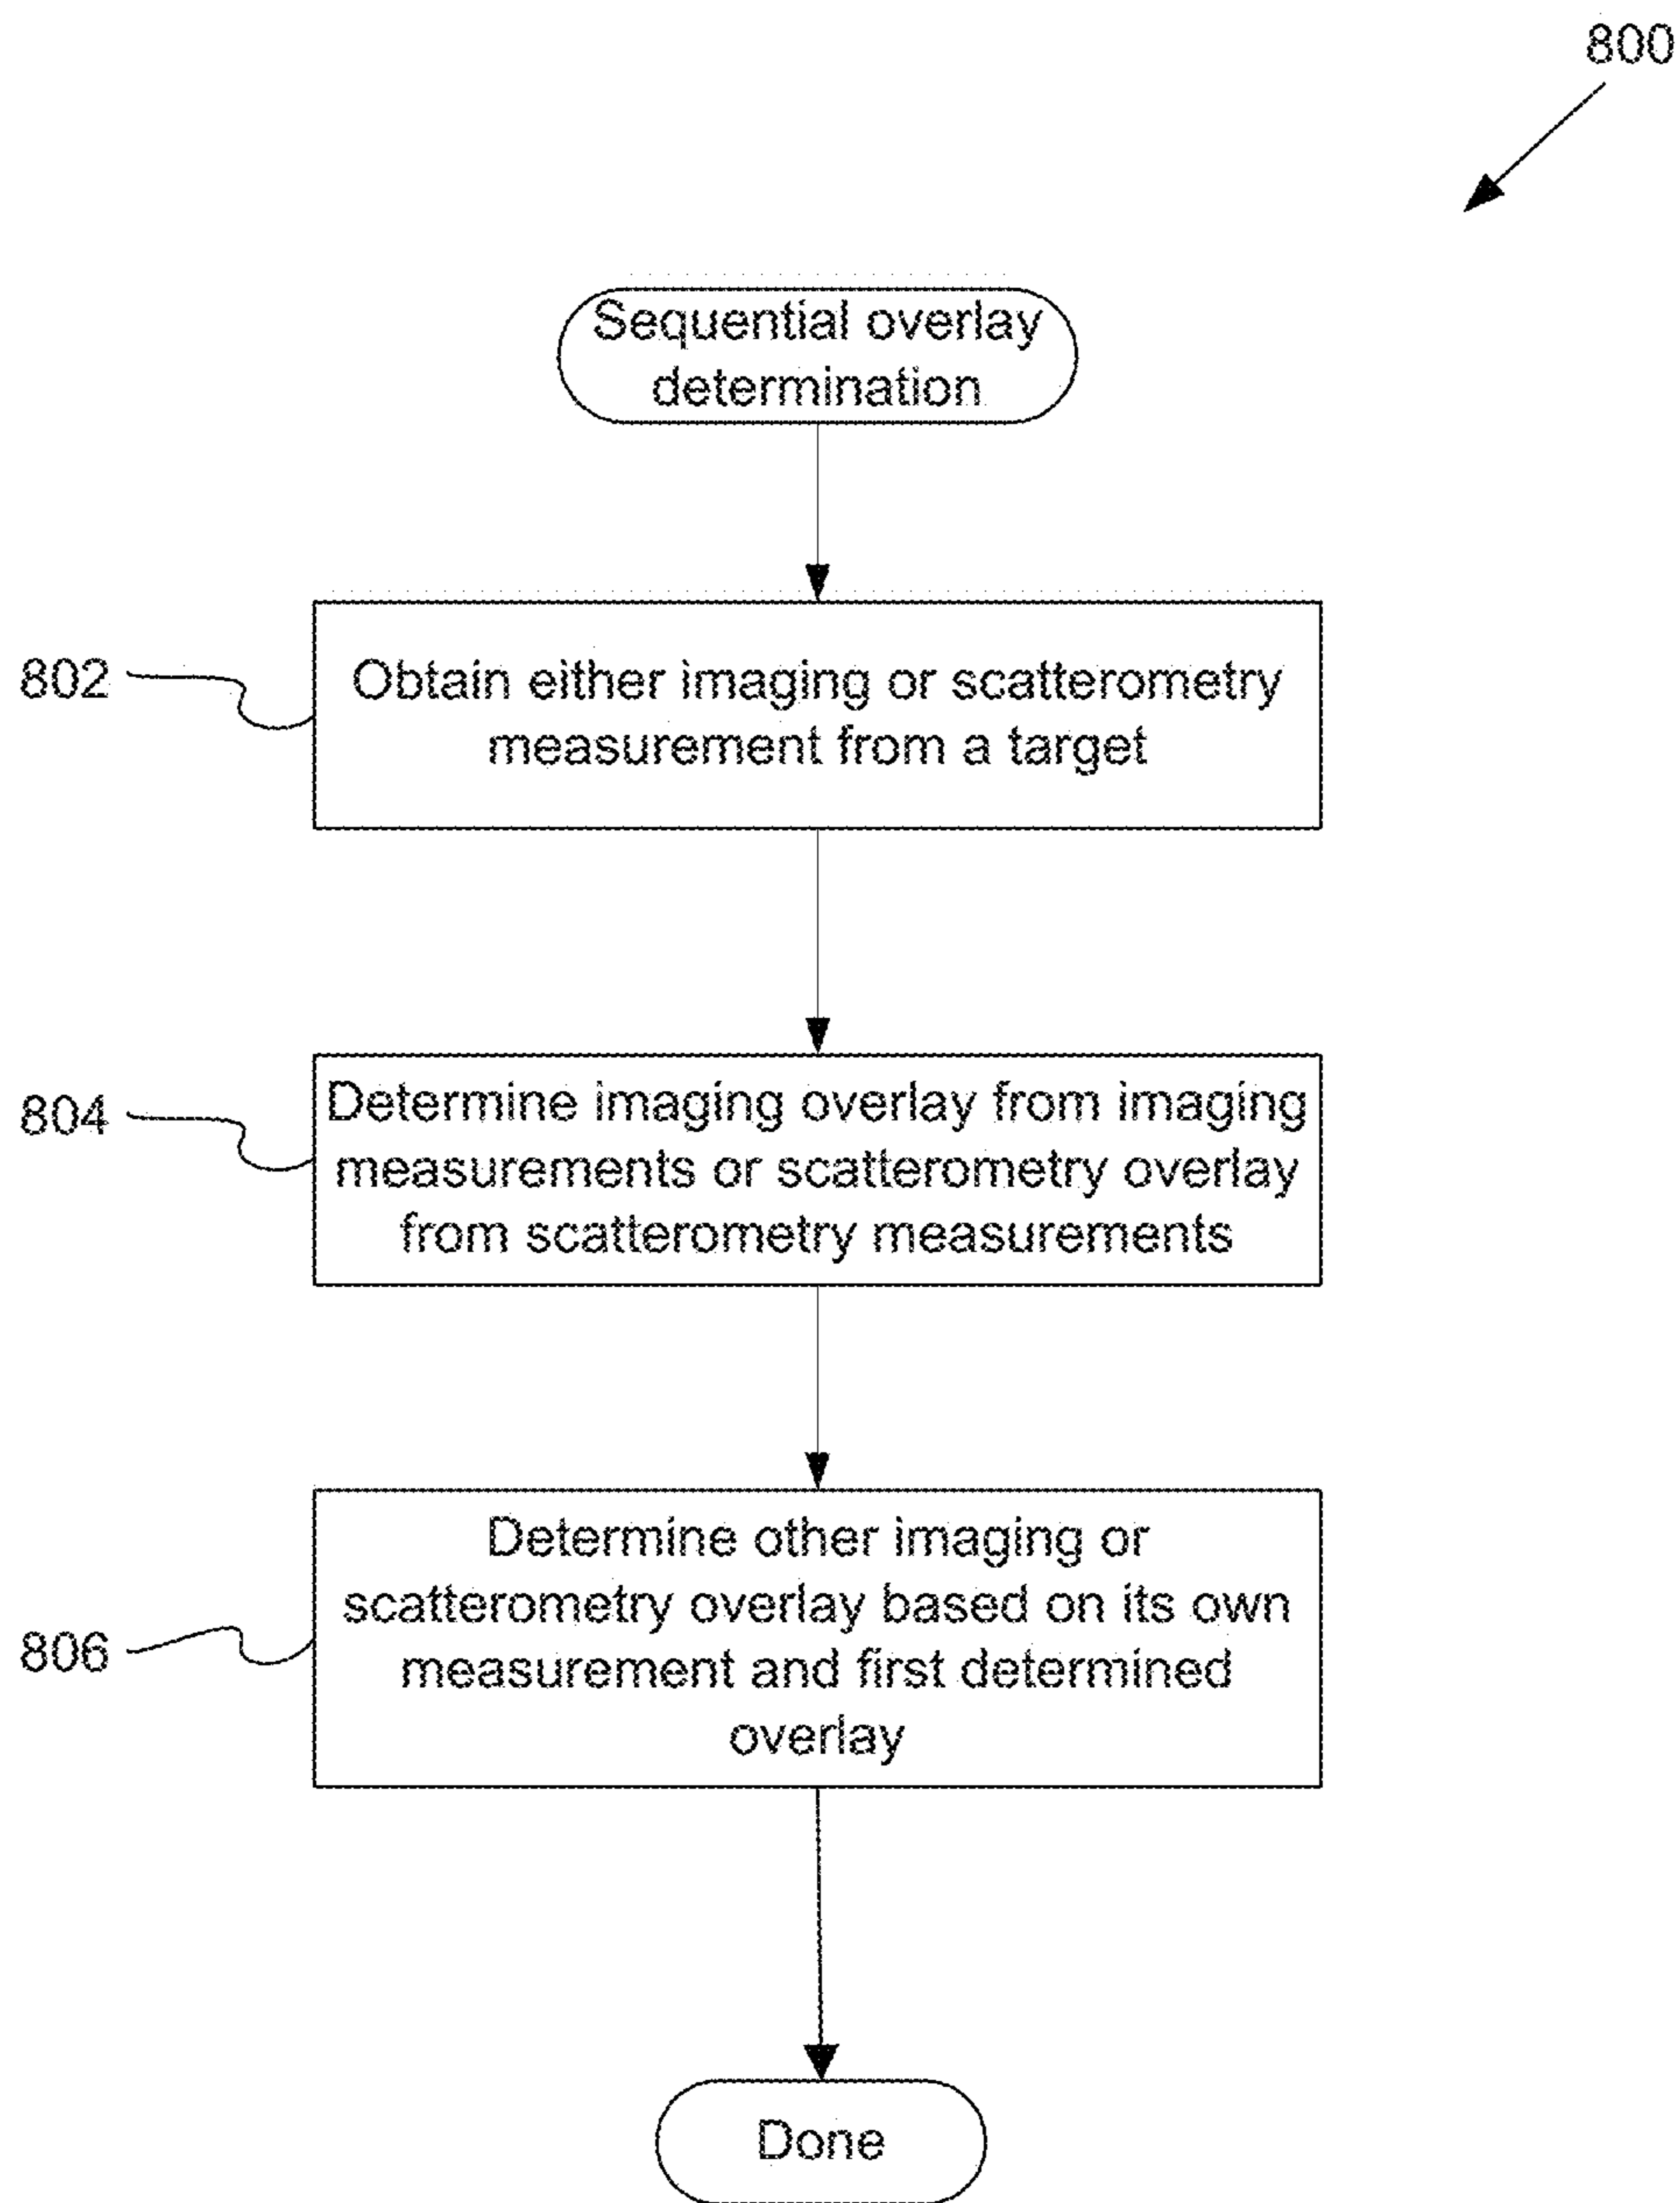 800
Sequential overlay
determination
802
Obtain either imaging or scatterometry
measurement from a target
804
Determine imaging overlay from imaging
measurements or scatterometry overlay
from scatterometry measurements
806
Determine other imaging or
scatterometry overlay based on its own
measurement and first determined
overlay
Done